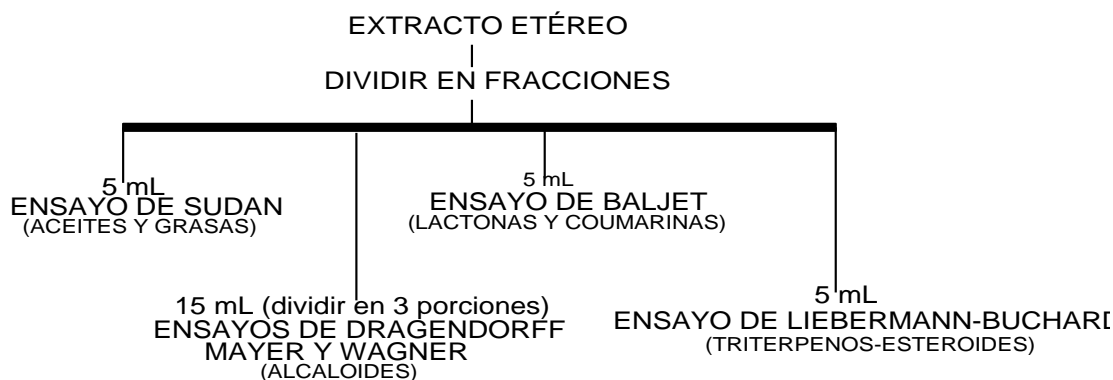 EXTRACTO ETÉREO
DIVIDIR EN FRACCIONES
5 mL
ENSAYO DE SUDAN
(ACEITES Y GRASAS)
5 mL
ENSAYO DE BALJET
(LACTONAS Y COUMARINAS)
15 mL (dividir en 3 porciones)
ENSAYOS DE DRAGENDORFF
MAYER Y WAGNER
(ALCALOIDES)
5 mL
ENSAYO DE LIEBERMANN-BUCHARD
(TRITERPENOS-ESTEROIDES)